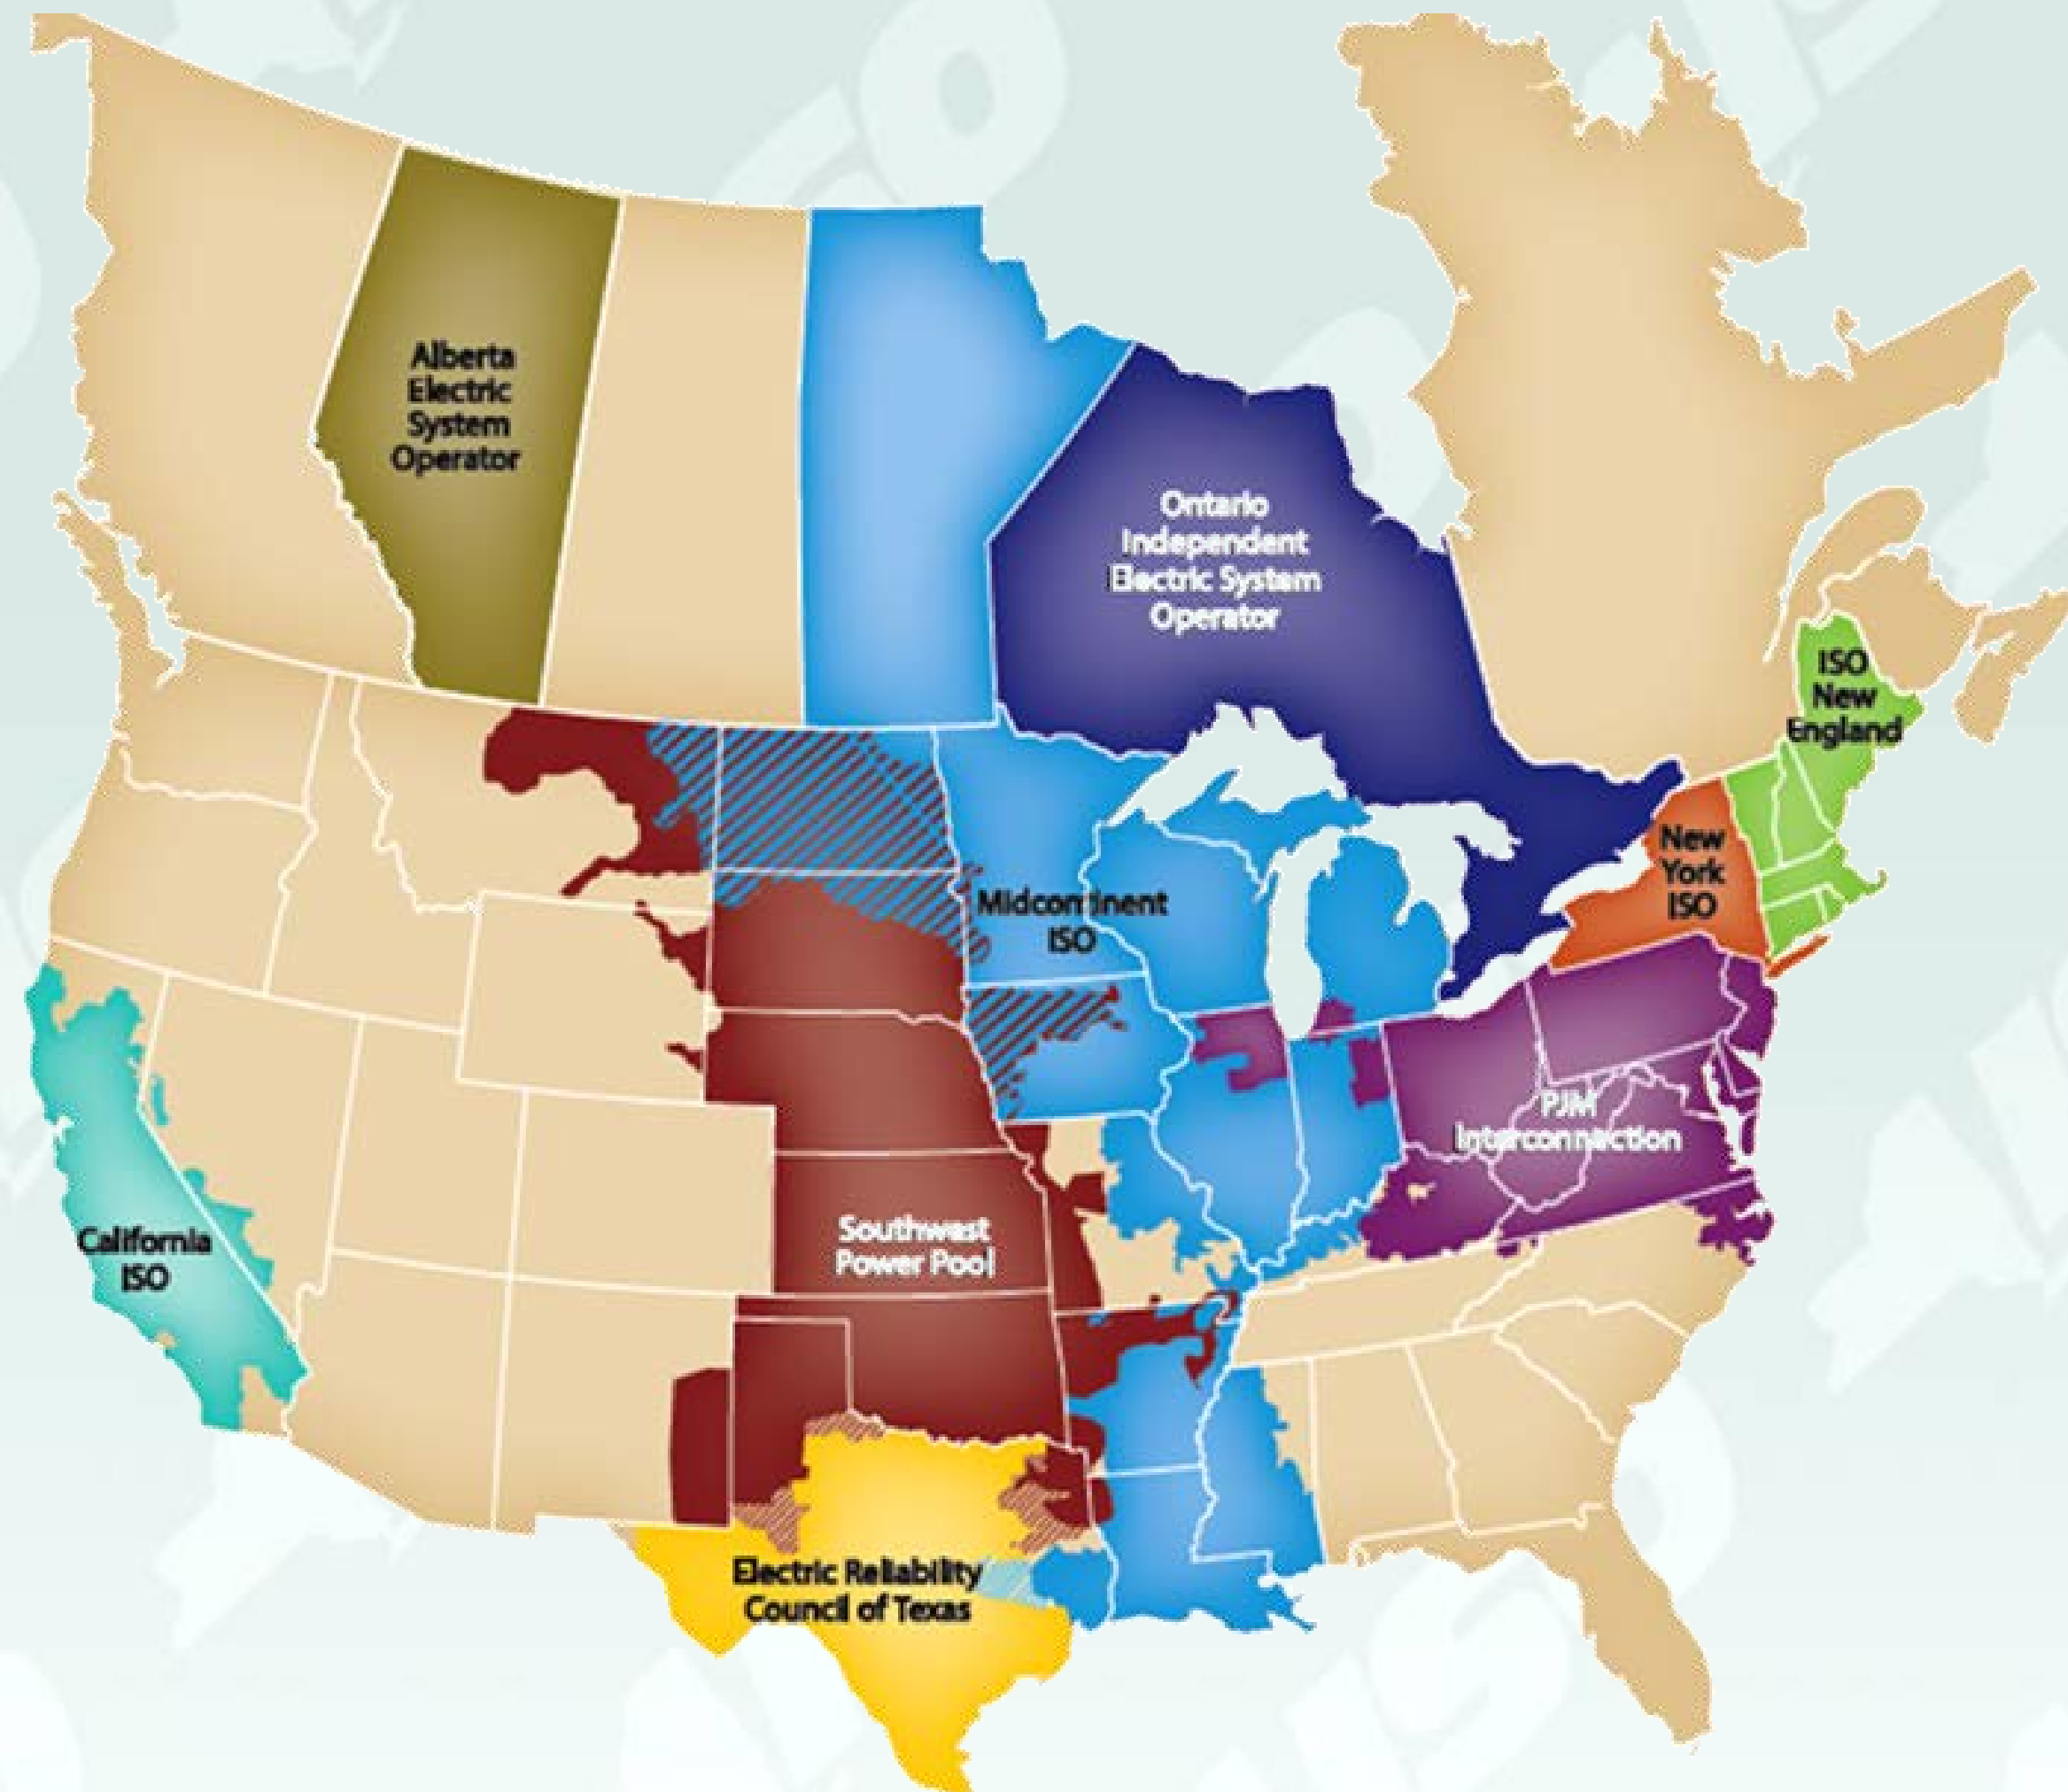 Alberta
Electric
System
Operator
Ontario
Independent
Electric System
Operator
ISO
New
England
New
York
ISO
Midcontinent
ISO
PJM
Interconnection
Southwest
Power Pool
California
ISO
Electric Reliability
Council of Texas